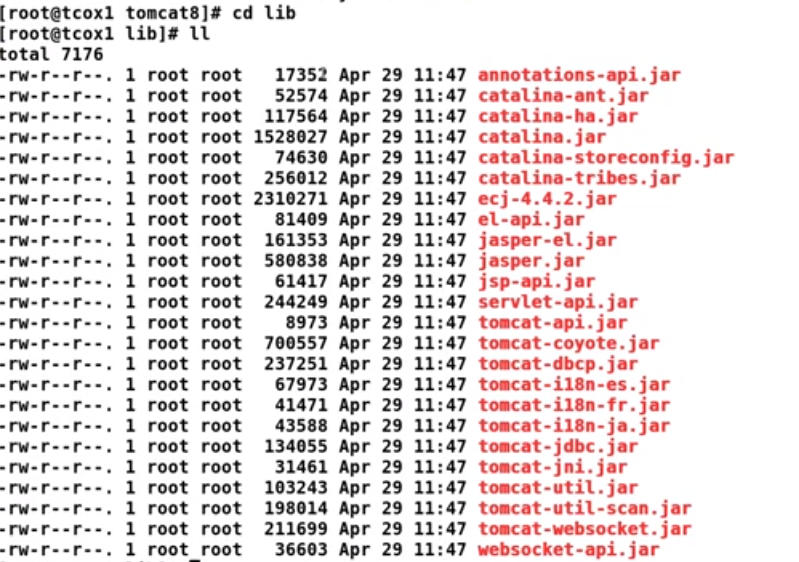 [root@tcox1 tomcat8]# cd lib
[root@tcox1 lib]# ll
total 7176
-rw-r--r--. 1 root root   17352 Apr 29 11:47 annotations-api.jar
-rw-r--r--. 1 root root   52574 Apr 29 11:47 catalina-ant.jar
-rw-r--r--. 1 root root  117564 Apr 29 11:47 catalina-ha.jar
-rw-r--r--. 1 root root 1528027 Apr 29 11:47 catalina.jar
-rw-r--r--. 1 root root   74630 Apr 29 11:47 catalina-storeconfig.jar
-rw-r--r--. 1 root root  256012 Apr 29 11:47 catalina-tribes.jar
-rw-r--r--. 1 root root 2310271 Apr 29 11:47 ecj-4.4.2.jar
-rw-r--r--. 1 root root   81409 Apr 29 11:47 el-api.jar
-rw-r--r--. 1 root root  161353 Apr 29 11:47 jasper-el.jar
-rw-r--r--. 1 root root  580838 Apr 29 11:47 jasper.jar
-rw-r--r--. 1 root root   61417 Apr 29 11:47 jsp-api.jar
-rw-r--r--. 1 root root  244249 Apr 29 11:47 servlet-api.jar
-rw-r--r--. 1 root root    8973 Apr 29 11:47 tomcat-api.jar
-rw-r--r--. 1 root root  700557 Apr 29 11:47 tomcat-coyote.jar
-rw-r--r--. 1 root root  237251 Apr 29 11:47 tomcat-dbcp.jar
-rw-r--r--. 1 root root   67973 Apr 29 11:47 tomcat-i18n-es.jar
-rw-r--r--. 1 root root   41471 Apr 29 11:47 tomcat-i18n-fr.jar
-rw-r--r--. 1 root root   43588 Apr 29 11:47 tomcat-i18n-ja.jar
-rw-r--r--. 1 root root  134055 Apr 29 11:47 tomcat-jdbc.jar
-rw-r--r--. 1 root root   31461 Apr 29 11:47 tomcat-jni.jar
-rw-r--r--. 1 root root  103243 Apr 29 11:47 tomcat-util.jar
-rw-r--r--. 1 root root  198014 Apr 29 11:47 tomcat-util-scan.jar
-rw-r--r--. 1 root root  211699 Apr 29 11:47 tomcat-websocket.jar
-rw-r--r--. 1 root root   36603 Apr 29 11:47 websocket-api.jar